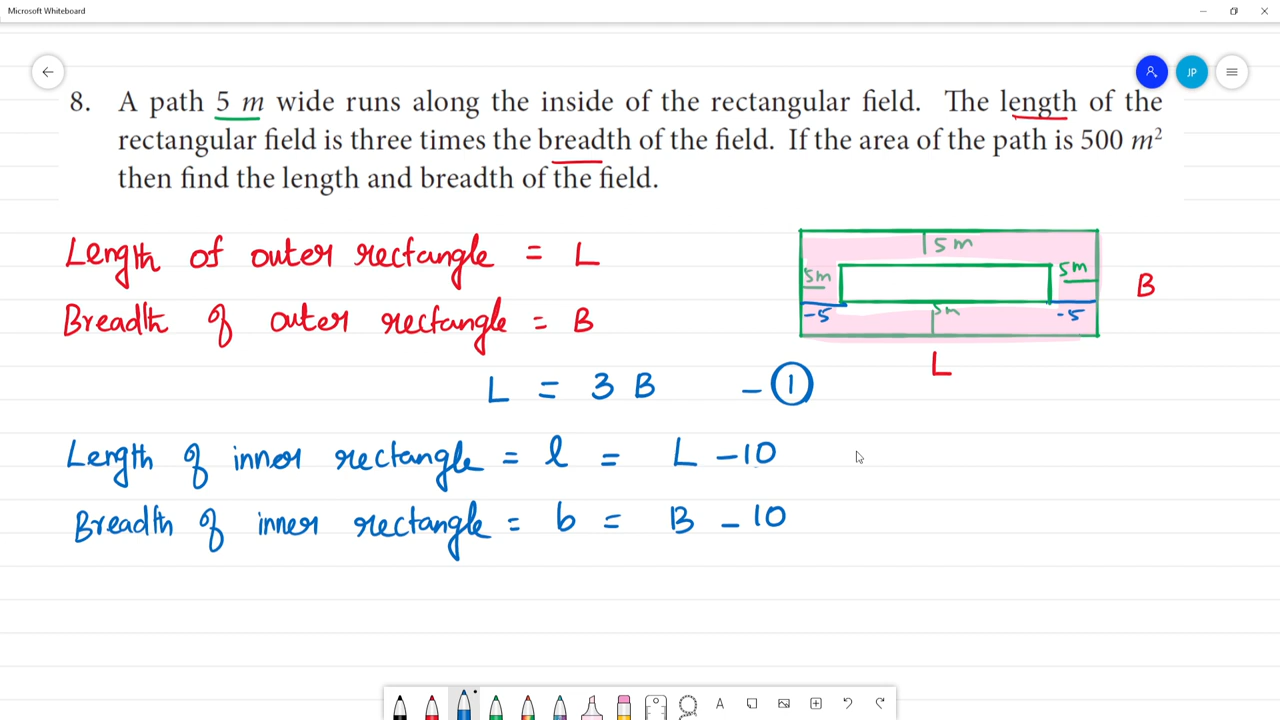 Microsoft Whiteboard
JP
8. A path 5 m wide runs along the inside of the rectangular field. The length of the
rectangular field is three times the breadth of the field. If the area of the path is 500 m²
then find the length and breadth of the field.
Length of outer rectangle = L
Breadth of outer rectangle = B
5 m
5m
5m
B
-5
5m
-5
L
L = 3 B - ①
Length of inner rectangle = l = L - 10
Breadth of inner rectangle = b = B - 10
A